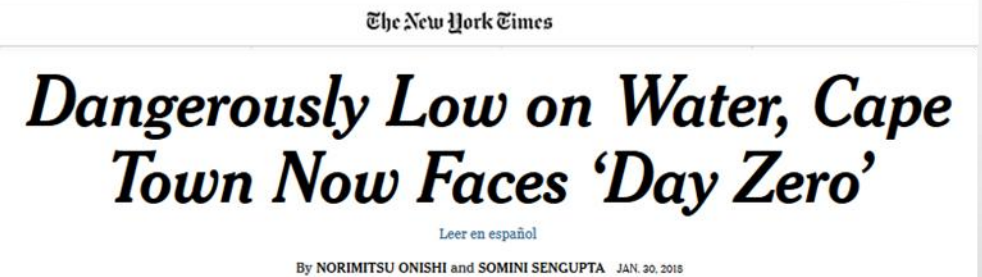 The New York Times
Dangerously Low on Water, Cape
Town Now Faces ‘Day Zero’
Leer en español
By NORIMITSU ONISHI and SOMINI SENGUPTA JAN. 30, 2018